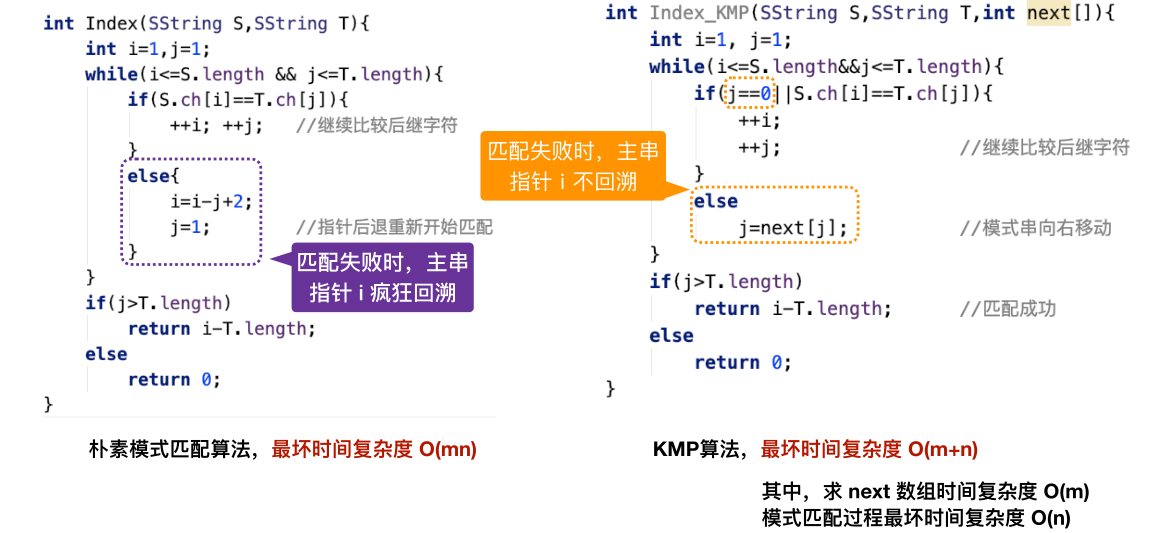 int Index(SString S,SString T){
    int i=1,j=1;
    while(i<=S.length && j<=T.length){
        if(S.ch[i]==T.ch[j]){
            ++i; ++j;   //继续比较后继字符
        }
        else{
            i=i-j+2;
            j=1;        //指针后退重新开始匹配
        }
    }
    if(j>T.length)
        return i-T.length;
    else
        return 0;
}
匹配失败时，主串
指针 i 疯狂回溯
朴素模式匹配算法，最坏时间复杂度 O(mn)
int Index_KMP(SString S,SString T,int next[]){
    int i=1, j=1;
    while(i<=S.length&&j<=T.length){
        if(j==0||S.ch[i]==T.ch[j]){
            ++i;
            ++j;                //继续比较后继字符
        }
        else
            j=next[j];          //模式串向右移动
    }
    if(j>T.length)
        return i-T.length;      //匹配成功
    else
        return 0;
}
匹配失败时，主串
指针 i 不回溯
KMP算法，最坏时间复杂度 O(m+n)
其中，求 next 数组时间复杂度 O(m)
模式匹配过程最坏时间复杂度 O(n)